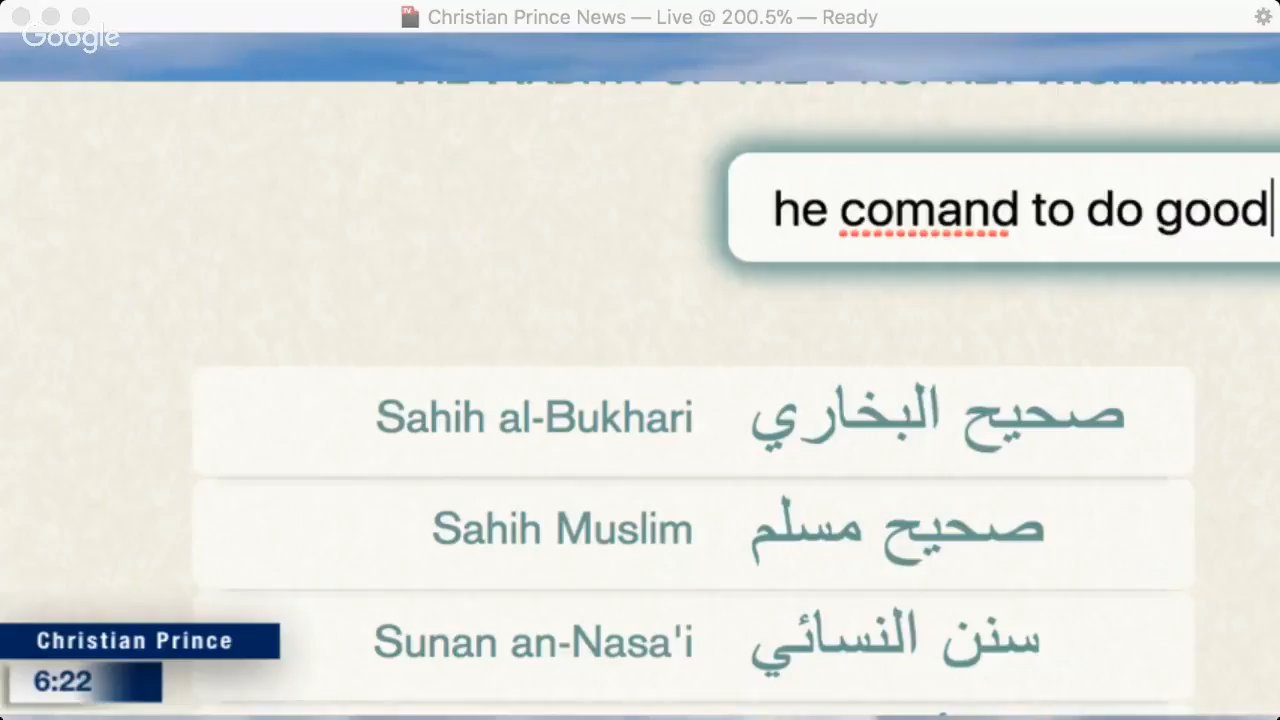 Christian Prince News — Live @ 200.5% — Ready
Google
he comand to do good
Sahih al-Bukhari صحيح البخاري
Sahih Muslim صحيح مسلم
Sunan an-Nasa'i سنن النسائي
Christian Prince
6:22